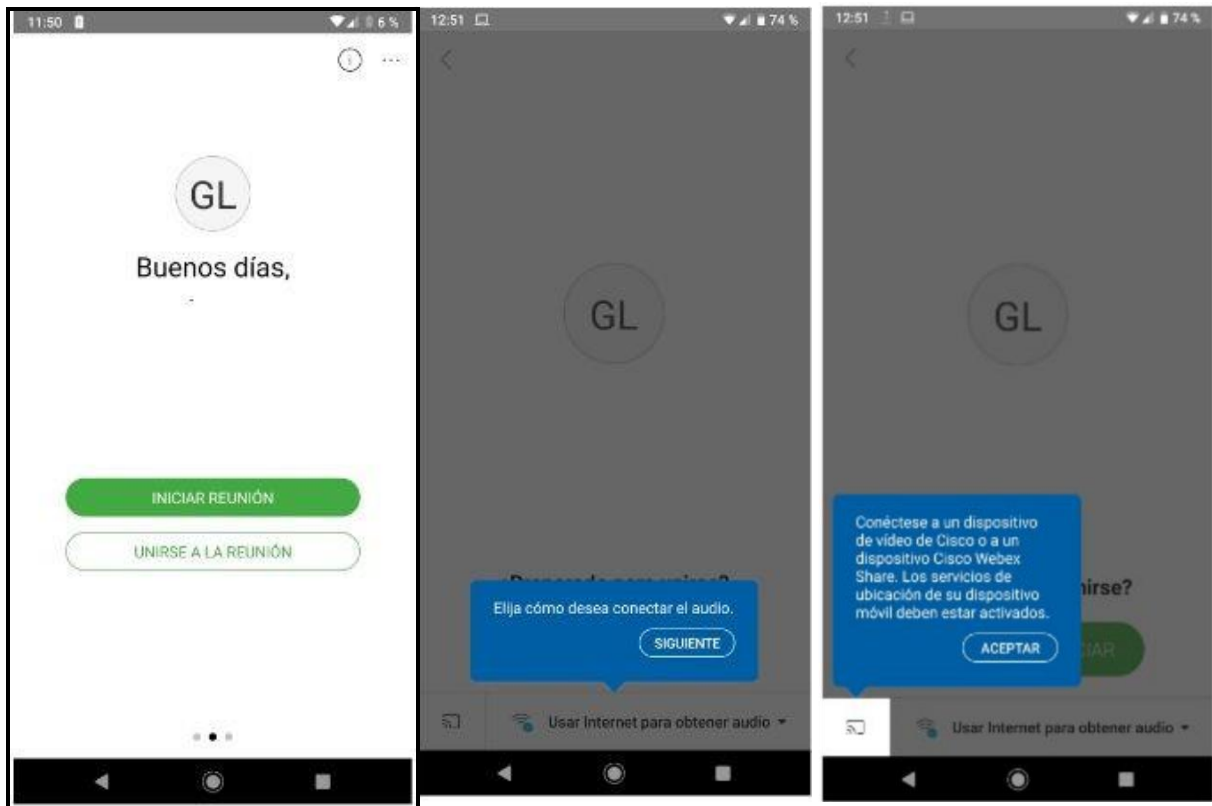 11:50
6 %
GL
Buenos días,
INICIAR REUNIÓN
UNIRSE A LA REUNIÓN
12:51
74 %
GL
Elija cómo desea conectar el audio.
SIGUIENTE
Usar Internet para obtener audio
12:51
74 %
GL
Conéctese a un dispositivo
de vídeo de Cisco o a un
dispositivo Cisco Webex
Share. Los servicios de
ubicación de su dispositivo
móvil deben estar activados.
ACEPTAR
Usar Internet para obtener audio